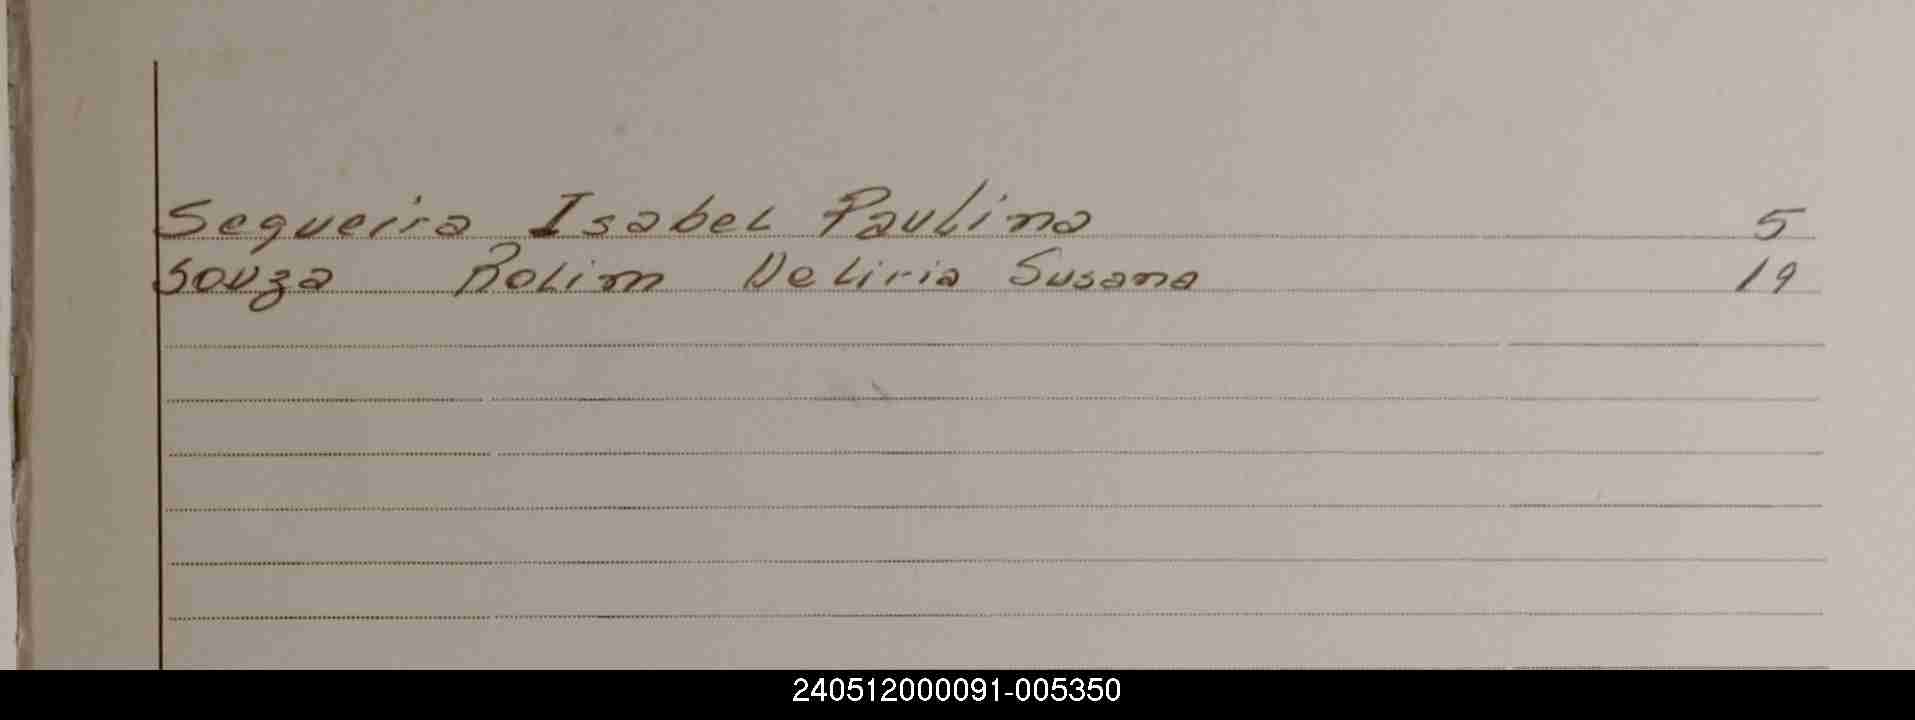 Sequeira Isabel Paulina 5
Souza Rolim Deliria Susana 19
240512000091-005350